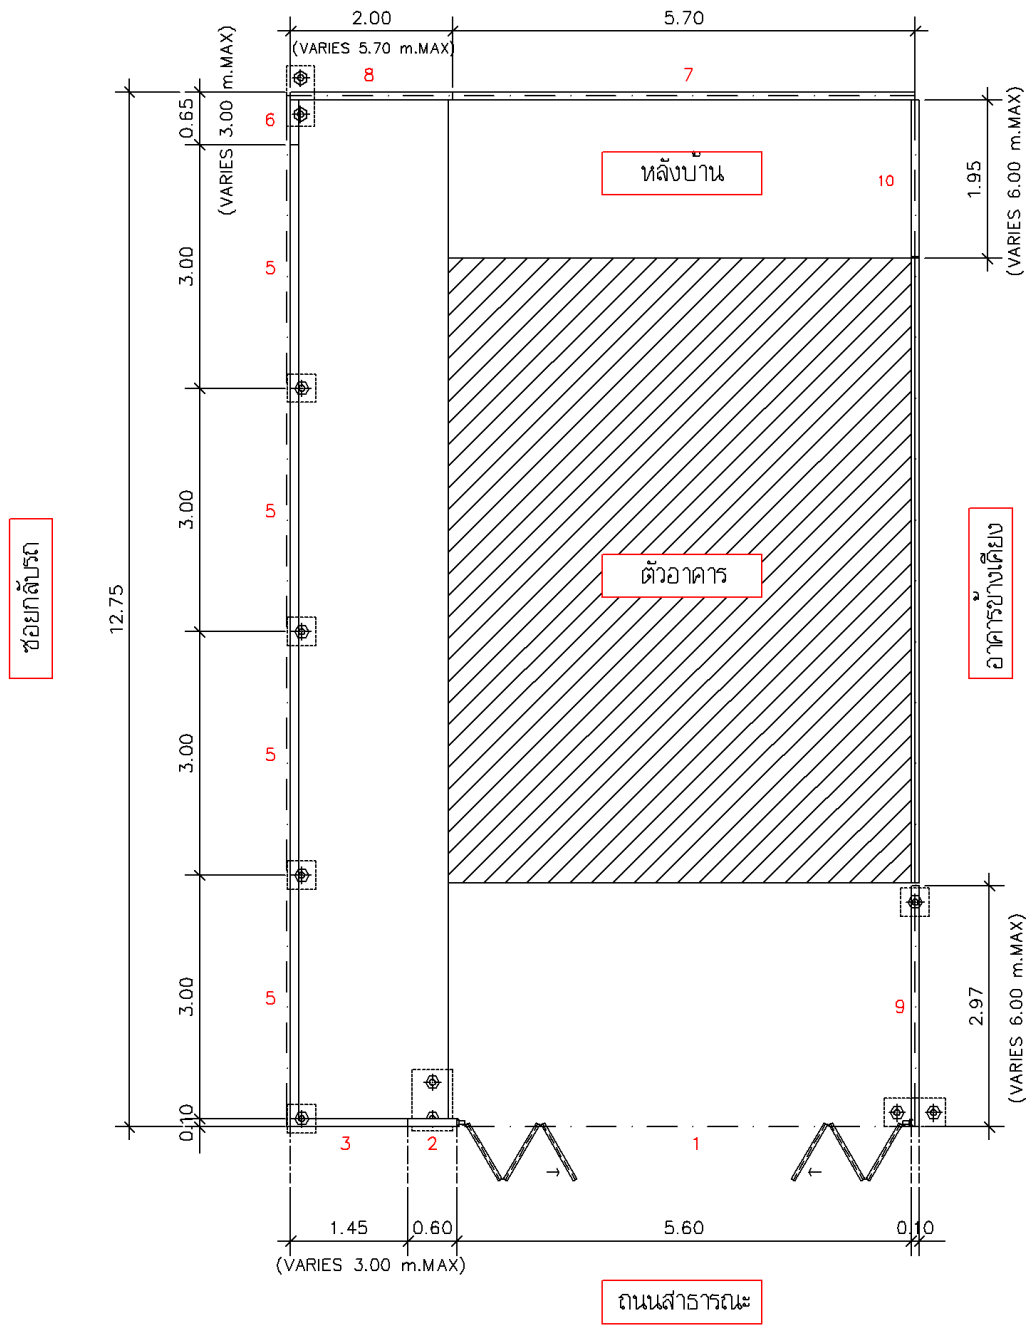 2.00
5.70
(VARIES 5.70 m.MAX)
8
7
0.65
(VARIES 3.00 m.MAX)
6
หลังบ้าน
10
1.95
(VARIES 6.00 m.MAX)
3.00
5
3.00
5
12.75
ซอยกลับรถ
ตัวอาคาร
อาคารข้างเคียง
3.00
5
3.00
5
9
2.97
(VARIES 6.00 m.MAX)
0.10
3
2
1
1.45
0.60
5.60
0.10
(VARIES 3.00 m.MAX)
ถนนสาธารณะ